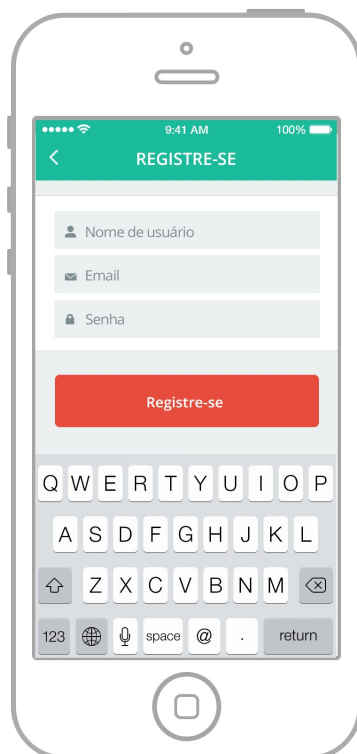 9:41 AM 100%
REGISTRE-SE
Nome de usuário
Email
Senha
Registre-se
Q W E R T Y U I O P
A S D F G H J K L
Z X C V B N M
123 space @ . return